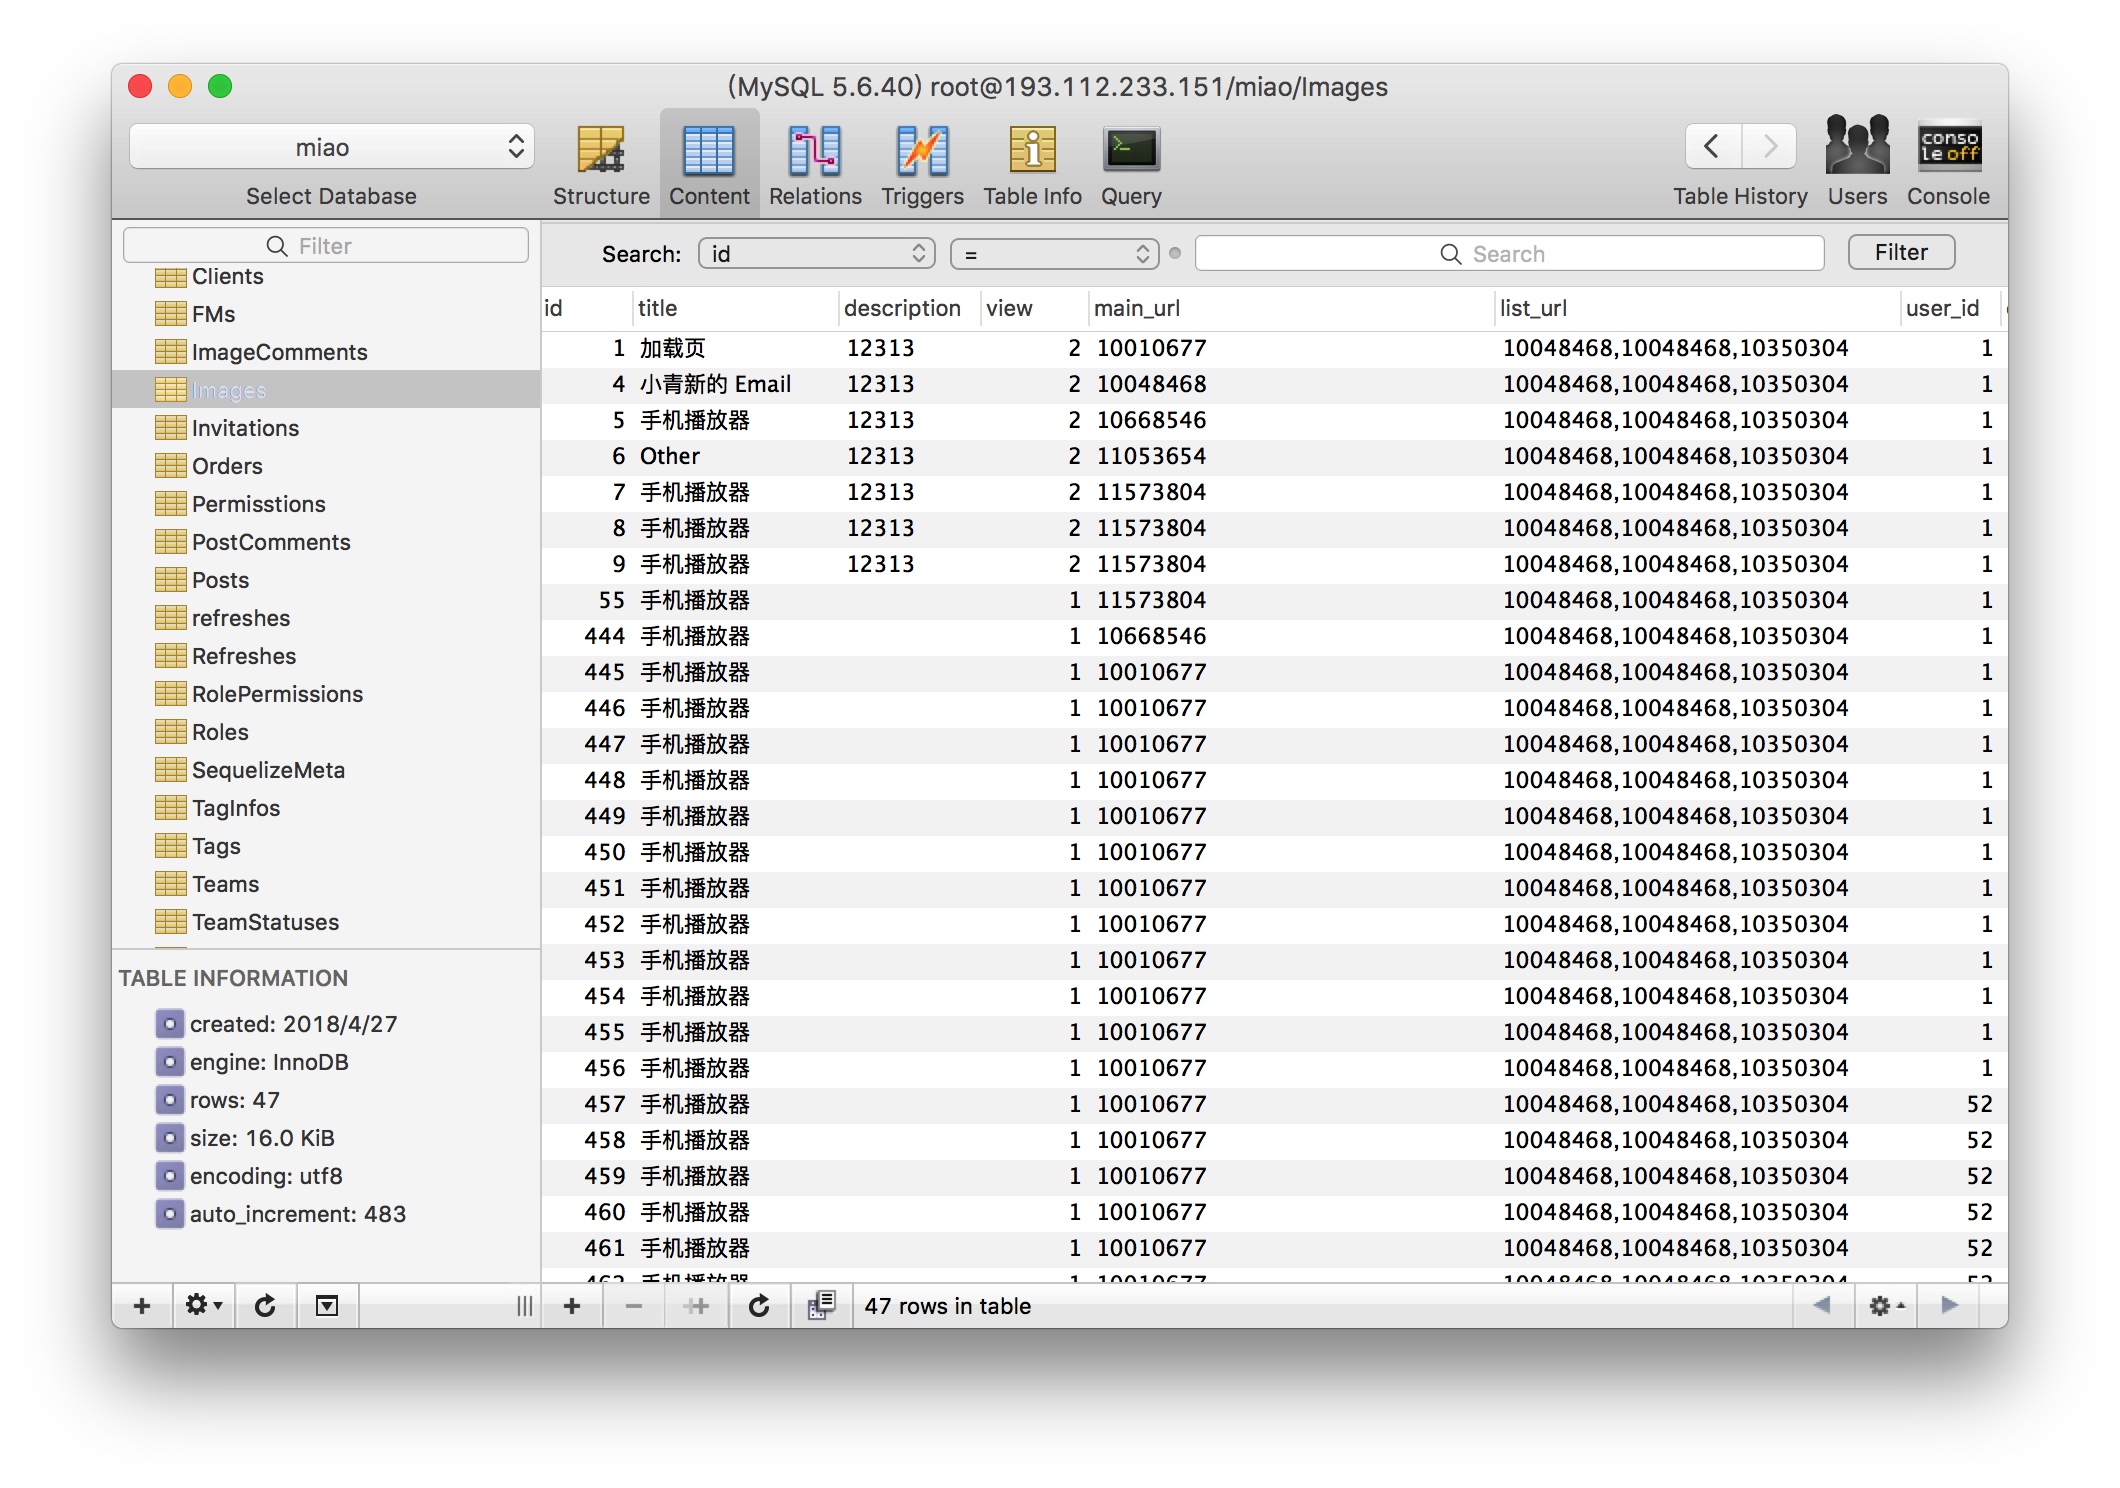 (MySQL 5.6.40) root@193.112.233.151/miao/Images
miao
Select Database
Structure
Content
Relations
Triggers
Table Info
Query
Table History
Users
conso
le off
Console
Filter
Clients
FMs
ImageComments
Images
Invitations
Orders
Permisstions
PostComments
Posts
refreshes
Refreshes
RolePermissions
Roles
SequelizeMeta
TagInfos
Tags
Teams
TeamStatuses
TABLE INFORMATION
created: 2018/4/27
engine: InnoDB
rows: 47
size: 16.0 KiB
encoding: utf8
auto_increment: 483
Search: id = Search Filter
id title description view main_url list_url user_id
1 加载页 12313 2 10010677 10048468,10048468,10350304 1
4 小青新的 Email 12313 2 10048468 10048468,10048468,10350304 1
5 手机播放器 12313 2 10668546 10048468,10048468,10350304 1
6 Other 12313 2 11053654 10048468,10048468,10350304 1
7 手机播放器 12313 2 11573804 10048468,10048468,10350304 1
8 手机播放器 12313 2 11573804 10048468,10048468,10350304 1
9 手机播放器 12313 2 11573804 10048468,10048468,10350304 1
55 手机播放器 1 11573804 10048468,10048468,10350304 1
444 手机播放器 1 10668546 10048468,10048468,10350304 1
445 手机播放器 1 10010677 10048468,10048468,10350304 1
446 手机播放器 1 10010677 10048468,10048468,10350304 1
447 手机播放器 1 10010677 10048468,10048468,10350304 1
448 手机播放器 1 10010677 10048468,10048468,10350304 1
449 手机播放器 1 10010677 10048468,10048468,10350304 1
450 手机播放器 1 10010677 10048468,10048468,10350304 1
451 手机播放器 1 10010677 10048468,10048468,10350304 1
452 手机播放器 1 10010677 10048468,10048468,10350304 1
453 手机播放器 1 10010677 10048468,10048468,10350304 1
454 手机播放器 1 10010677 10048468,10048468,10350304 1
455 手机播放器 1 10010677 10048468,10048468,10350304 1
456 手机播放器 1 10010677 10048468,10048468,10350304 1
457 手机播放器 1 10010677 10048468,10048468,10350304 52
458 手机播放器 1 10010677 10048468,10048468,10350304 52
459 手机播放器 1 10010677 10048468,10048468,10350304 52
460 手机播放器 1 10010677 10048468,10048468,10350304 52
461 手机播放器 1 10010677 10048468,10048468,10350304 52
462 手机播放器 1 10010677 10048468,10048468,10350304 52
47 rows in table